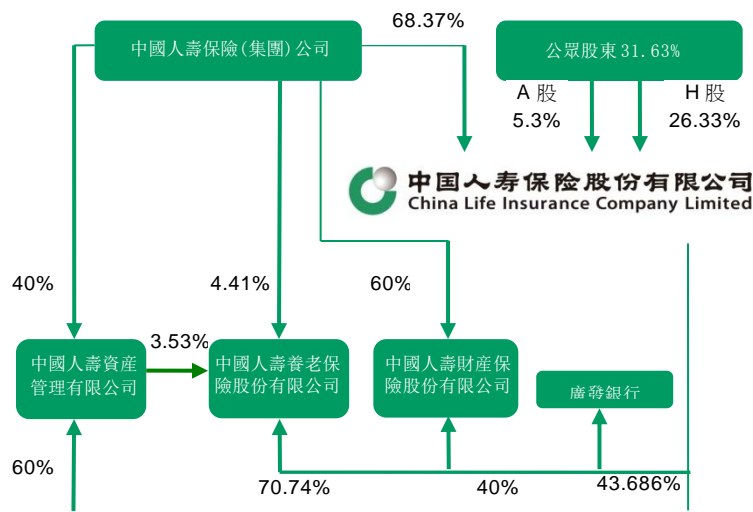 68.37%
中國人壽保險(集團)公司
公眾股東31.63%
A 股
5.3%
H 股
26.33%
中国人寿保险股份有限公司
China Life Insurance Company Limited
40%
4.41%
60%
3.53%
中國人壽資産
管理有限公司
中國人壽養老保
險股份有限公司
中國人壽財産保
險股份有限公司
廣發銀行
60%
70.74%
40%
43.686%